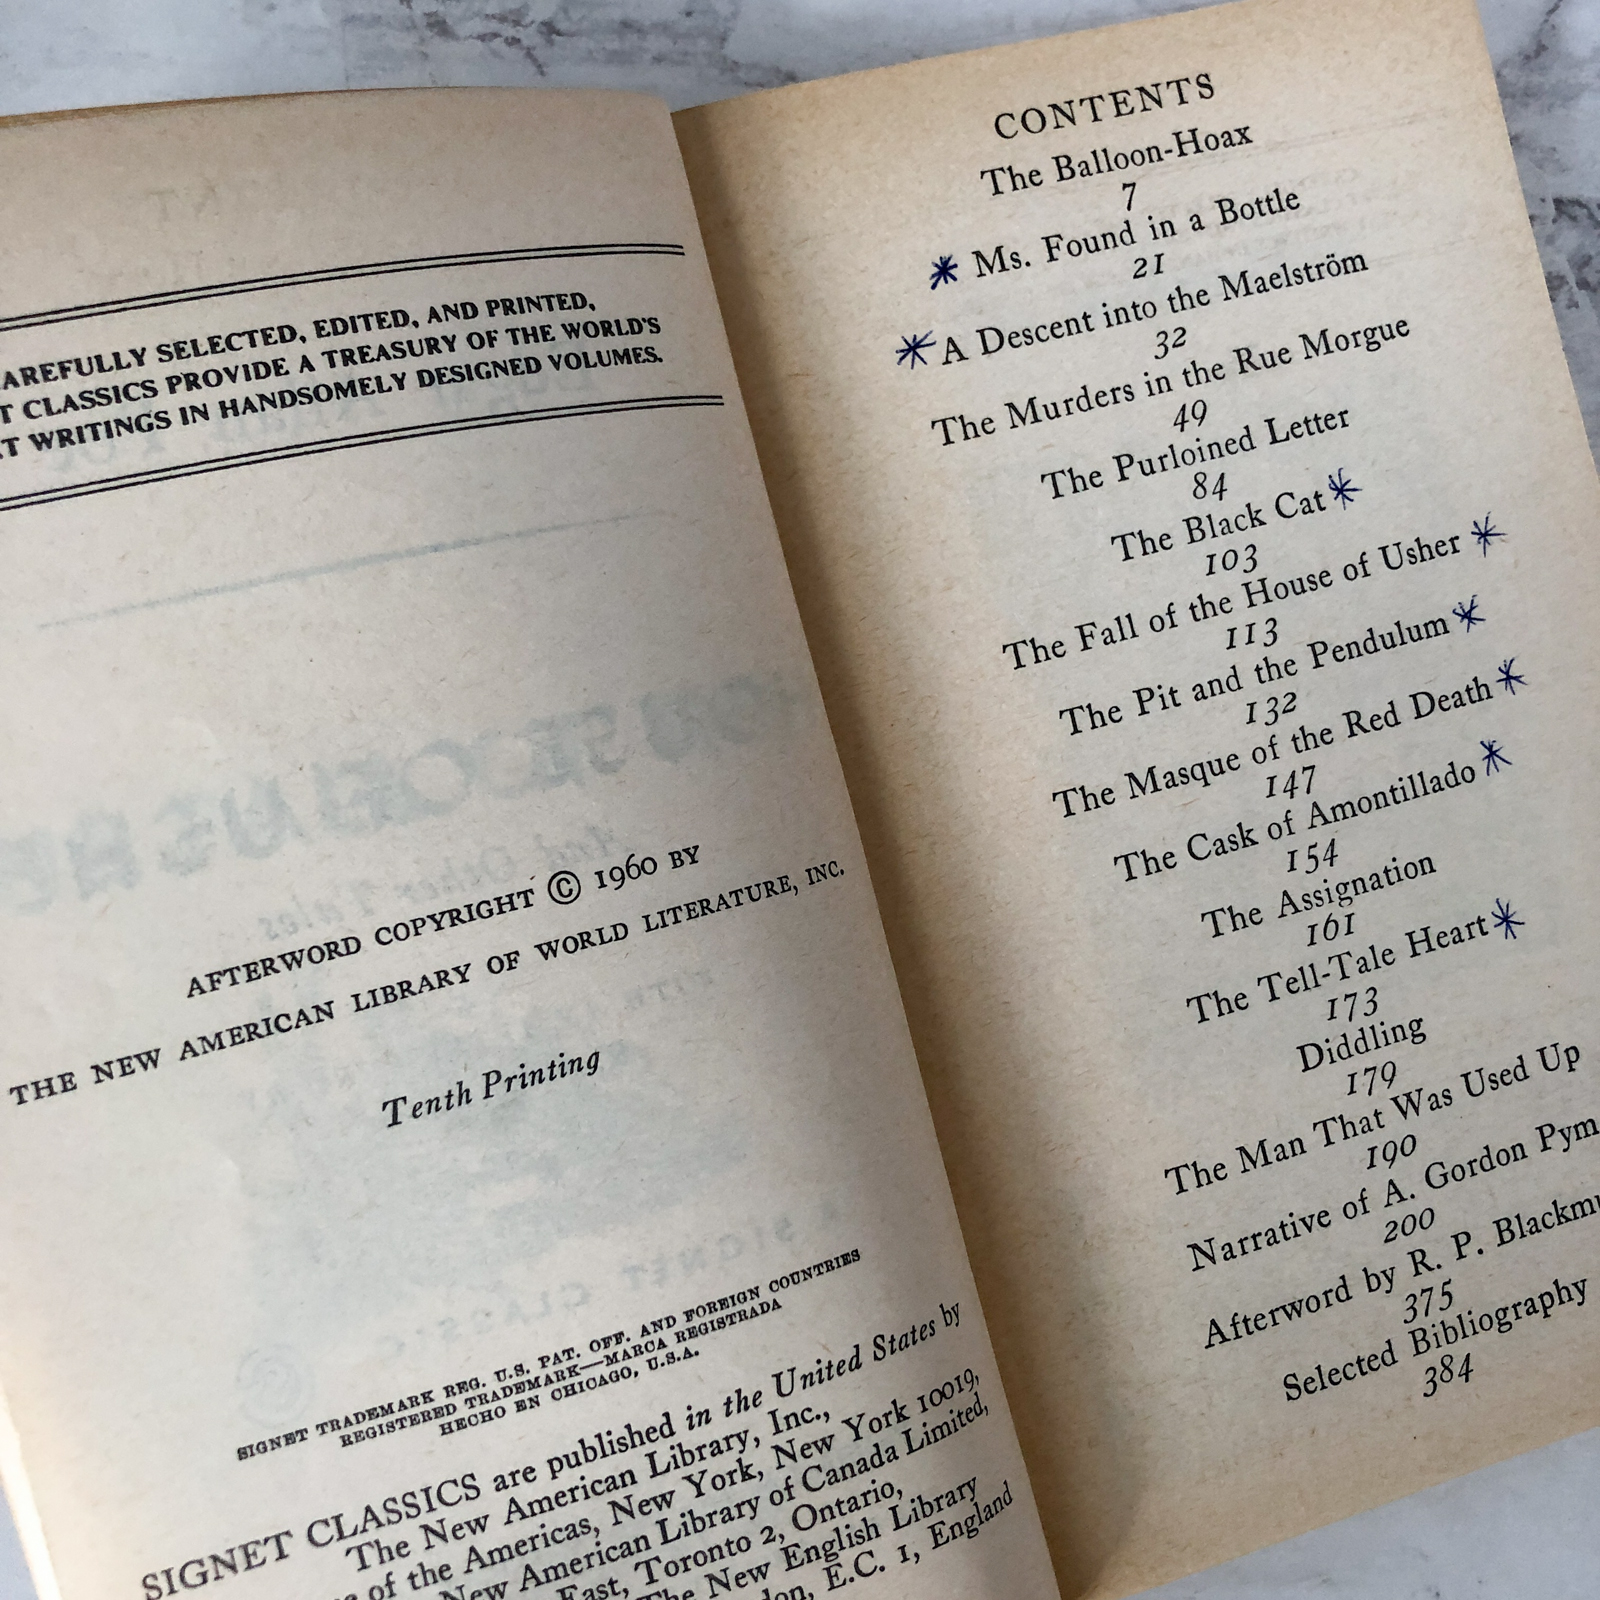 AREFULLY SELECTED, EDITED, AND PRINTED,
T CLASSICS PROVIDE A TREASURY OF THE WORLD'S
T WRITINGS IN HANDSOMELY DESIGNED VOLUMES.
AFTERWORD COPYRIGHT © 1960 BY
THE NEW AMERICAN LIBRARY OF WORLD LITERATURE, INC.
Tenth Printing
SIGNET TRADEMARK REG. U.S. PAT. OFF. AND FOREIGN COUNTRIES
REGISTERED TRADEMARK—MARCA REGISTRADA
HECHO EN CHICAGO, U.S.A.
SIGNET CLASSICS are published in the United States by
The New American Library, Inc.,
of the Americas, New York, New York 10019,
New American Library of Canada Limited,
East, Toronto 2, Ontario,
The New English Library
E.C. 1, England
CONTENTS
The Balloon-Hoax
7
* Ms. Found in a Bottle
21
* A Descent into the Maelström
32
The Murders in the Rue Morgue
49
The Purloined Letter
84
The Black Cat *
103
The Fall of the House of Usher *
113
The Pit and the Pendulum *
132
The Masque of the Red Death *
147
The Cask of Amontillado *
154
The Assignation
161
The Tell-Tale Heart *
173
Diddling
179
The Man That Was Used Up
190
Narrative of A. Gordon Pym
200
Afterword by R. P. Blackmu
375
Selected Bibliography
384